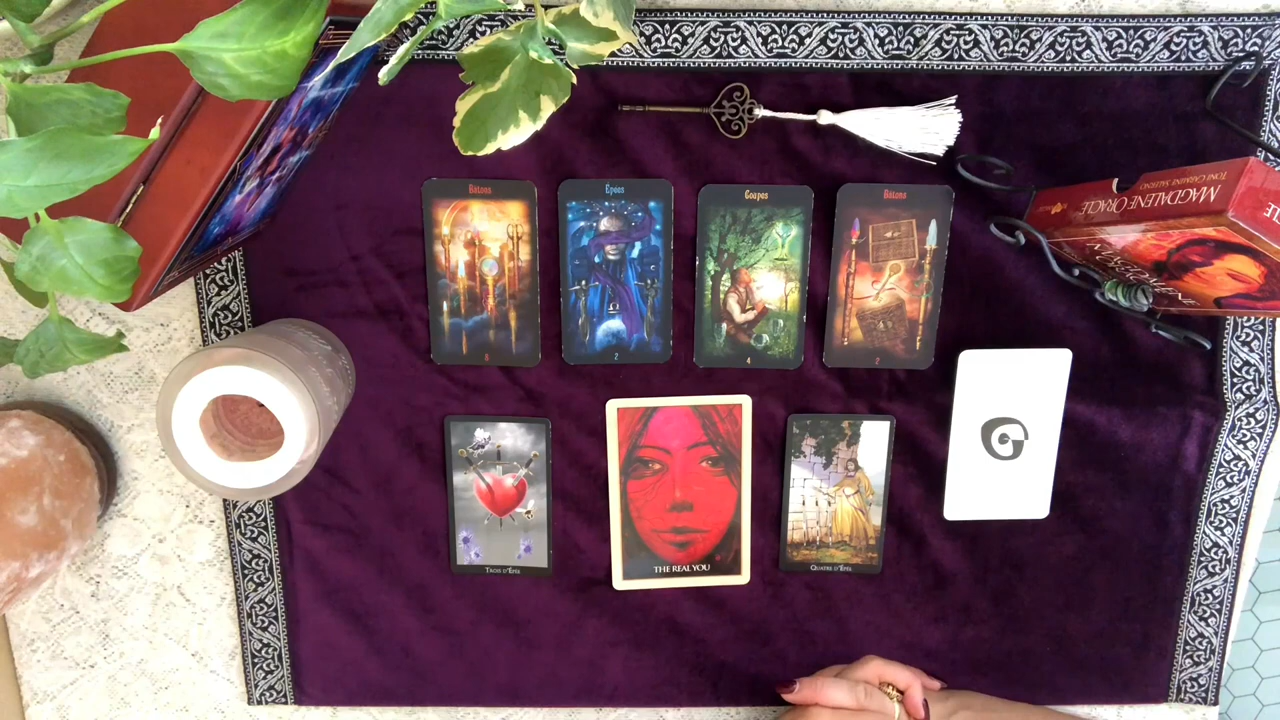 Bâtons
Épées
Coupes
Bâtons
8
2
4
2
MAGDALENE ORACLE
TONI CARMINE SALERNO
Trois d'Épée
THE REAL YOU
Quatre d'Épée